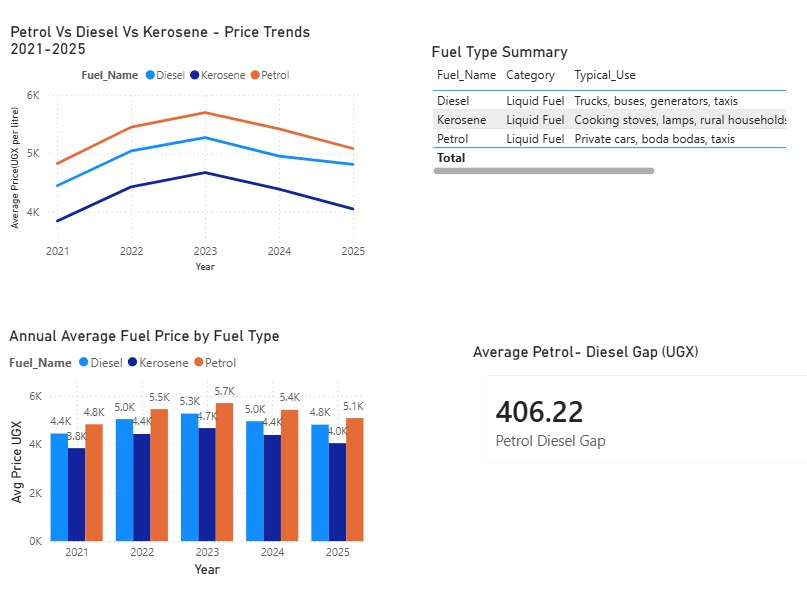 Petrol Vs Diesel Vs Kerosene - Price Trends
2021-2025
Fuel_Name Diesel Kerosene Petrol
6K
5K
4K
Average Price(UGX per litre)
2021 2022 2023 2024 2025
Year
Fuel Type Summary
Fuel_Name Category Typical_Use
Diesel Liquid Fuel Trucks, buses, generators, taxis
Kerosene Liquid Fuel Cooking stoves, lamps, rural households
Petrol Liquid Fuel Private cars, boda bodas, taxis
Total
Annual Average Fuel Price by Fuel Type
Fuel_Name Diesel Kerosene Petrol
6K
4K
2K
0K
Avg Price UGX
4.4K 3.8K 4.8K
5.0K 4.4K 5.5K
5.3K 4.7K 5.7K
5.0K 4.4K 5.4K
4.8K 4.0K 5.1K
2021 2022 2023 2024 2025
Year
Average Petrol- Diesel Gap (UGX)
406.22
Petrol Diesel Gap